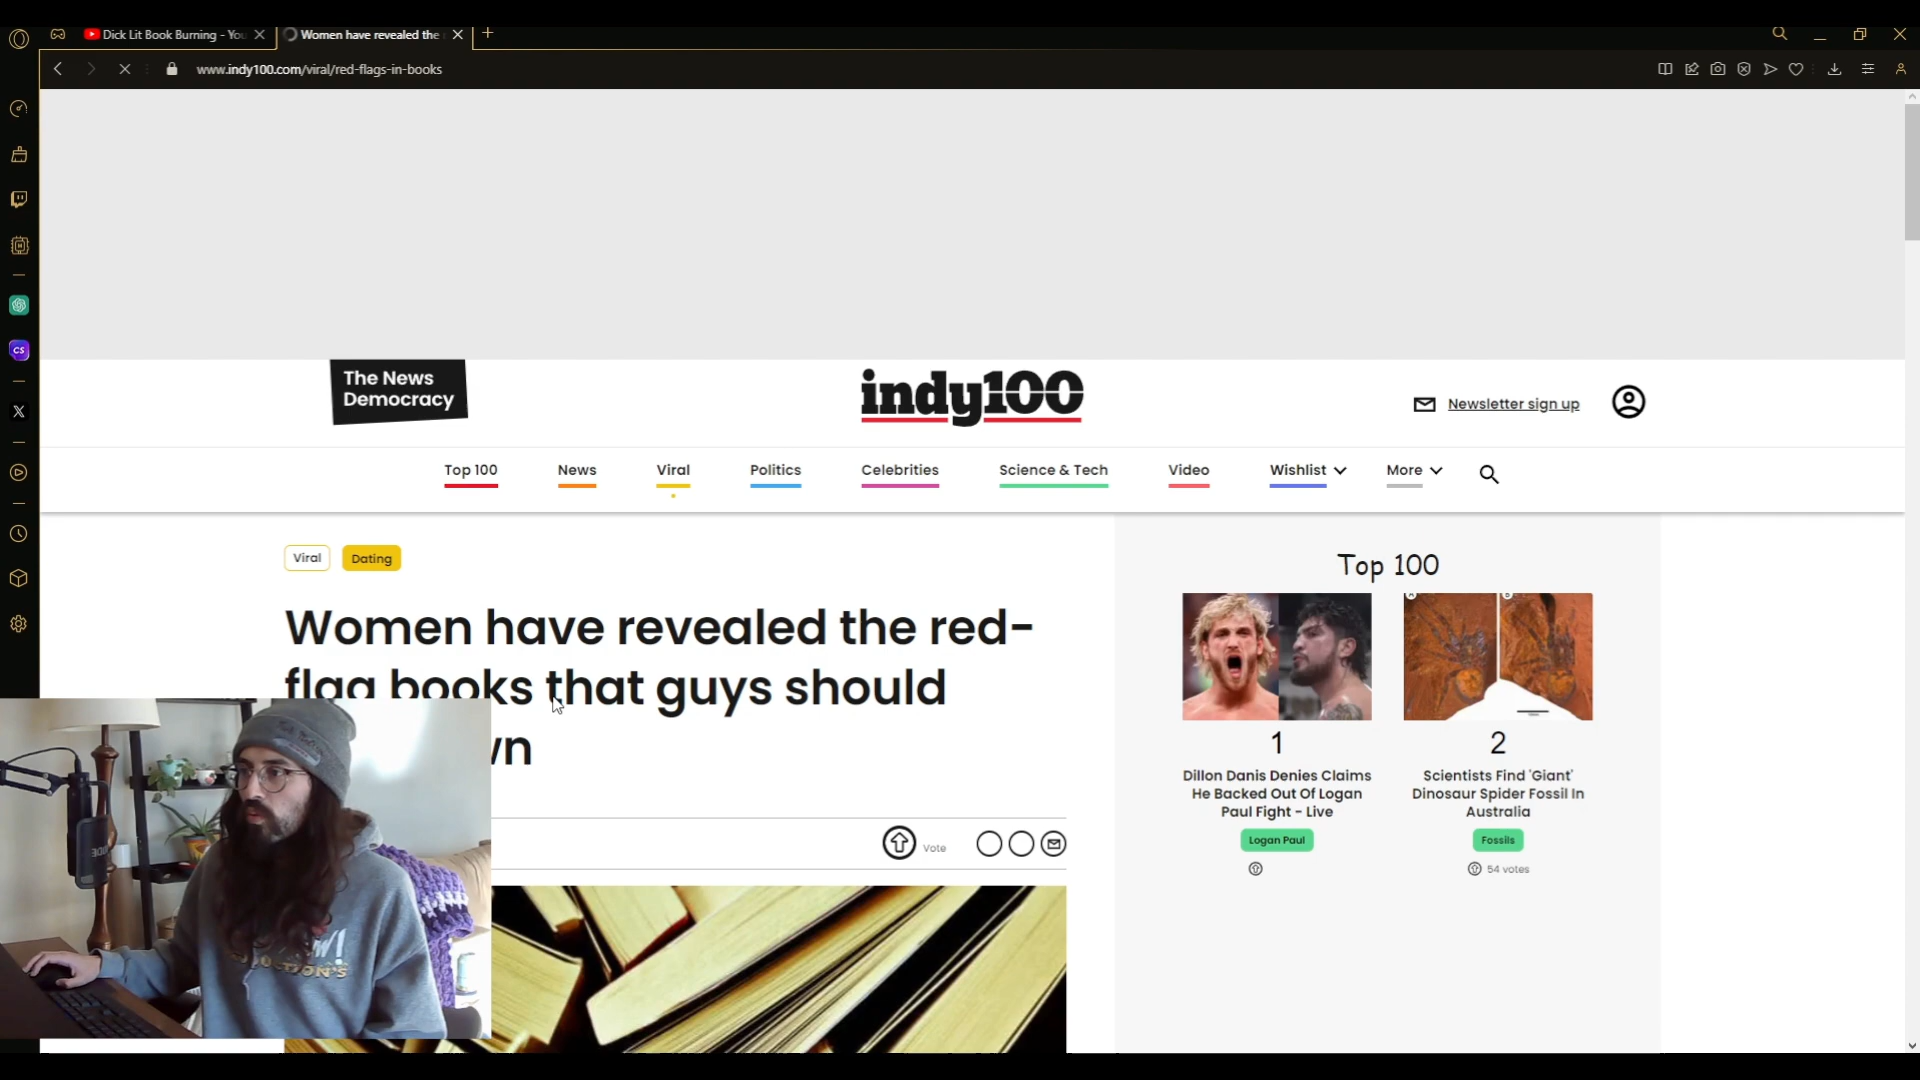 Dick Lit Book Burning - You
Women have revealed the
www.indy100.com/viral/red-flags-in-books
The News
Democracy
indy100
Newsletter sign up
Top 100
News
Viral
Politics
Celebrities
Science & Tech
Video
Wishlist
More
Viral
Dating
Women have revealed the red-
flag books that guys should
wn
Vote
Top 100
1
Dillon Danis Denies Claims
He Backed Out Of Logan
Paul Fight - Live
Logan Paul
2
Scientists Find 'Giant'
Dinosaur Spider Fossil In
Australia
Fossils
54 votes
CS